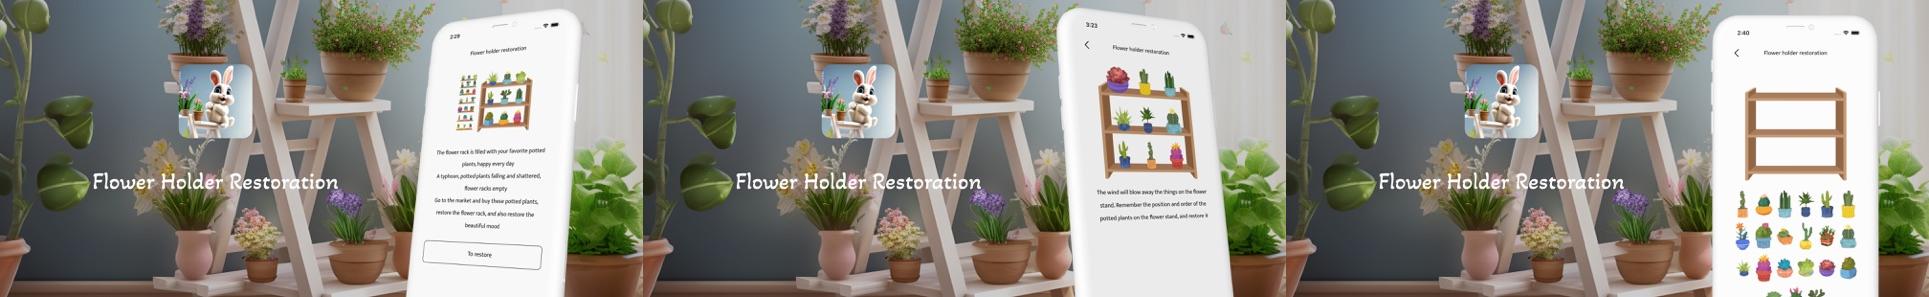 Flower Holder Restoration
2:29
Flower holder restoration
The flower rack is filled with your favorite potted
plants,happy every day
A typhoon, potted plants falling and shattered,
flower racks empty
Go to the market and buy these potted plants,
restore the flower rack, and also restore the
beautiful mood
To restore
Flower Holder Restoration
3:23
Flower holder restoration
The wind will blow away the things on the flower
stand. Remember the position and order of the
potted plants on the flower stand, and restore it
Flower Holder Restoration
2:40
Flower holder restoration